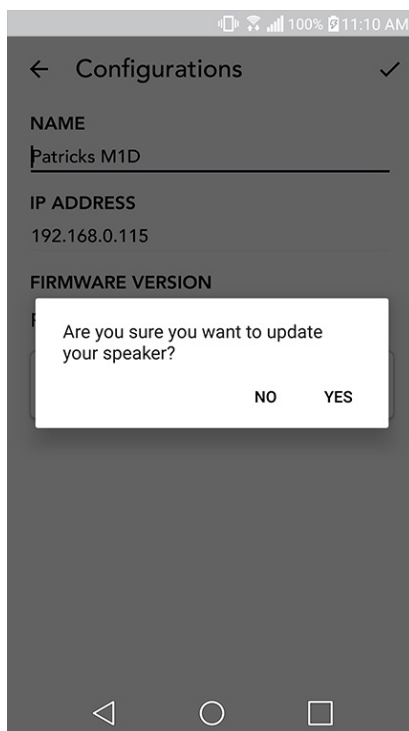 100% 11:10 AM
Configurations
NAME
Patricks M1D
IP ADDRESS
192.168.0.115
FIRMWARE VERSION
Are you sure you want to update
your speaker?
NO YES